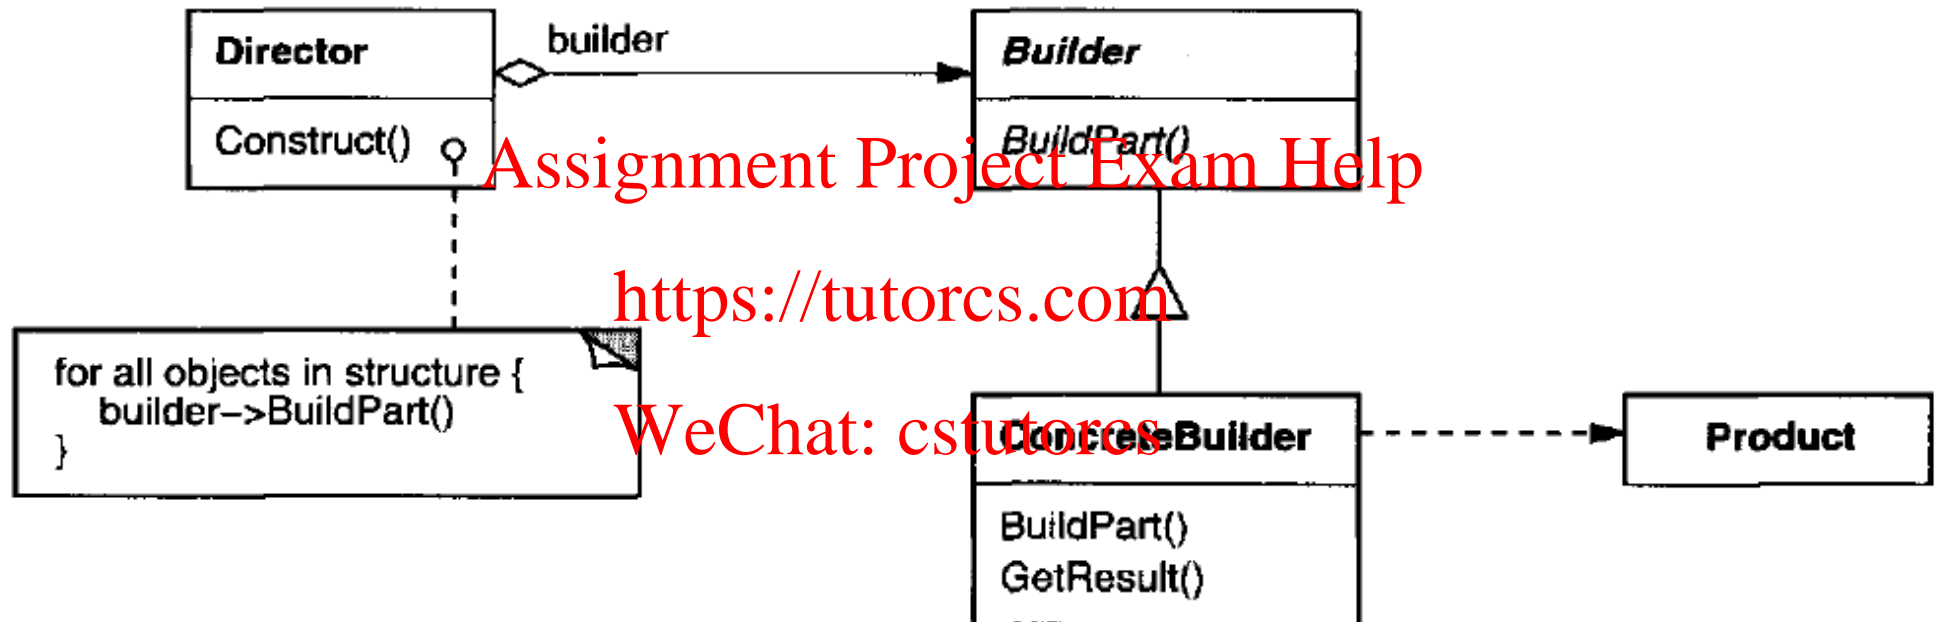 Director
builder
Builder
Construct()
BuildPart()
Assignment Project Exam Help
https://tutorcs.com
for all objects in structure {
builder–>BuildPart()
}
WeChat: cstutorcs
ConcreteBuilder
Product
BuildPart()
GetResult()